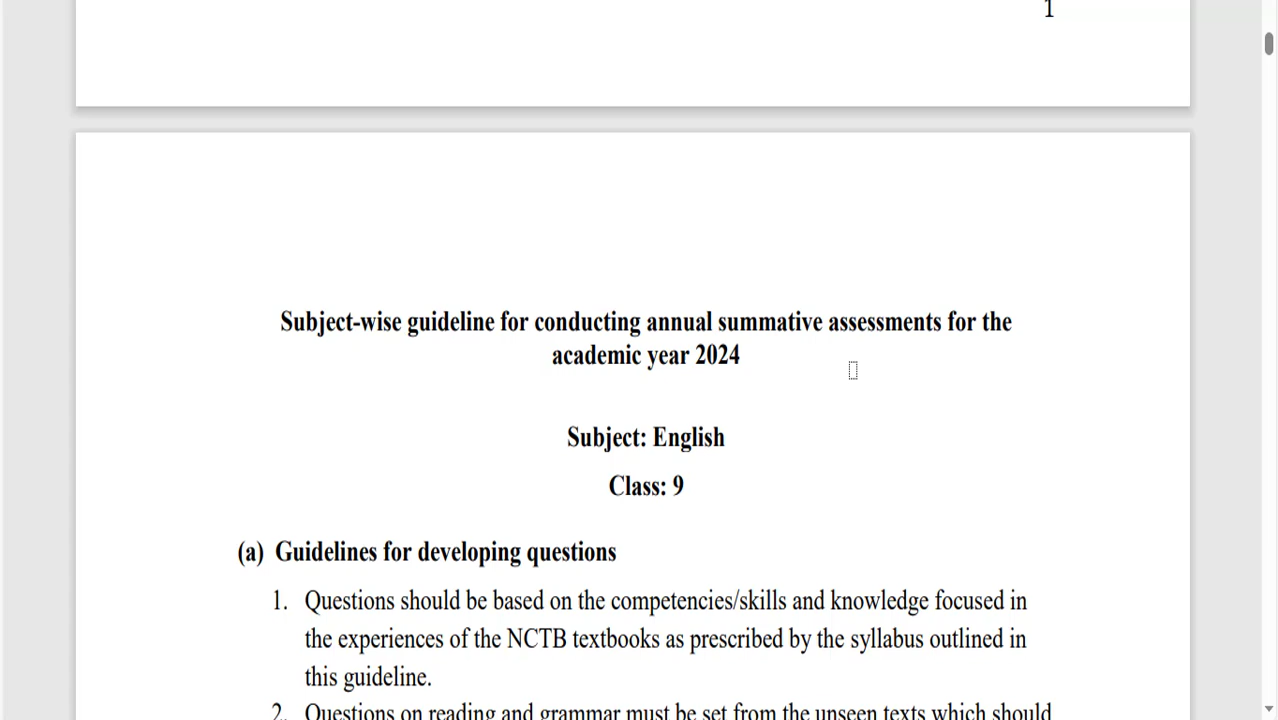 1
Subject-wise guideline for conducting annual summative assessments for the
academic year 2024
Subject: English
Class: 9
(a) Guidelines for developing questions
1. Questions should be based on the competencies/skills and knowledge focused in
the experiences of the NCTB textbooks as prescribed by the syllabus outlined in
this guideline.
2. Questions on reading and grammar must be set from the unseen texts which should